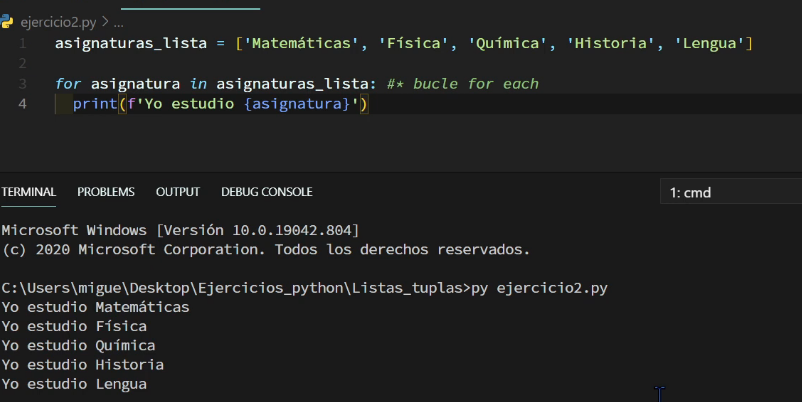 ejercicio2.py > ...
1 asignaturas_lista = ['Matemáticas', 'Física', 'Química', 'Historia', 'Lengua']
2
3 for asignatura in asignaturas_lista: #* bucle for each
4 print(f'Yo estudio {asignatura}')
TERMINAL PROBLEMS OUTPUT DEBUG CONSOLE 1: cmd
Microsoft Windows [Versión 10.0.19042.804]
(c) 2020 Microsoft Corporation. Todos los derechos reservados.
C:\Users\migue\Desktop\Ejercicios_python\Listas_tuplas>py ejercicio2.py
Yo estudio Matemáticas
Yo estudio Física
Yo estudio Química
Yo estudio Historia
Yo estudio Lengua